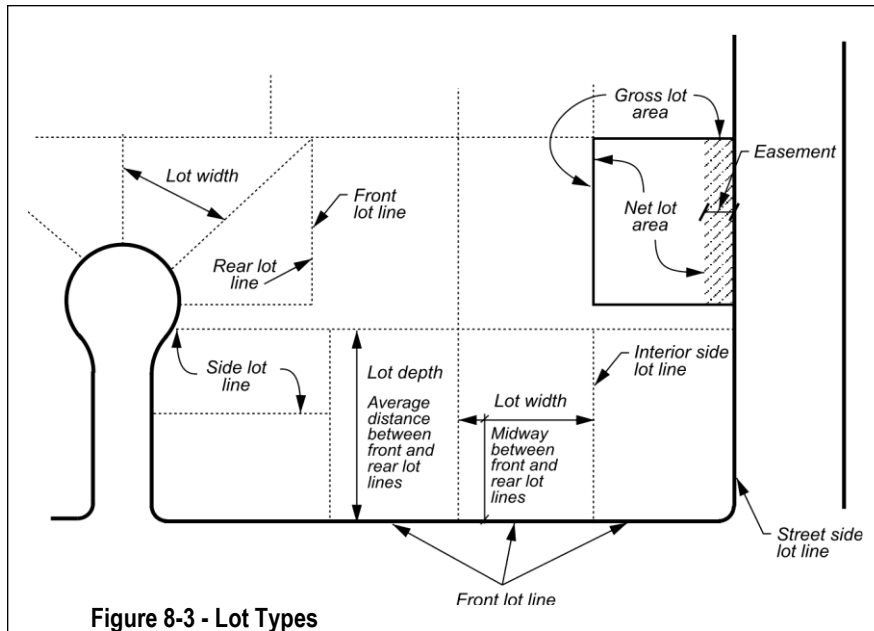 Gross lot
area
Easement
Lot width
Front
lot line
Net lot
area
Rear lot
line
Side lot
line
Lot depth
Average
distance
between
front and
rear lot
lines
Lot width
Midway
between
front and
rear lot
lines
Interior side
lot line
Street side
lot line
Front lot line
Figure 8-3 - Lot Types